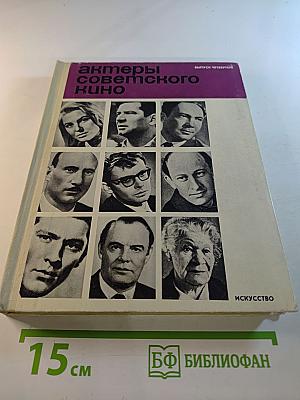 актеры
советского
кино
ВЫПУСК ЧЕТВЕРТЫЙ
ИСКУССТВО
15 см
БФ БИБЛИОФАН